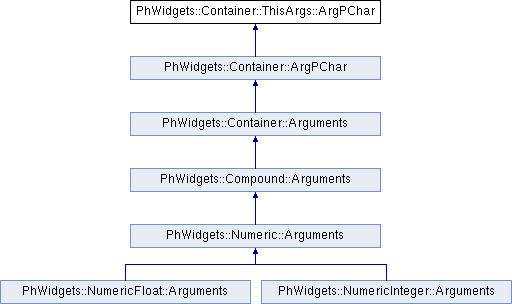 PhWidgets::Container::ThisArgs::ArgPChar
PhWidgets::Container::ArgPChar
PhWidgets::Container::Arguments
PhWidgets::Compound::Arguments
PhWidgets::Numeric::Arguments
PhWidgets::NumericFloat::Arguments
PhWidgets::NumericInteger::Arguments